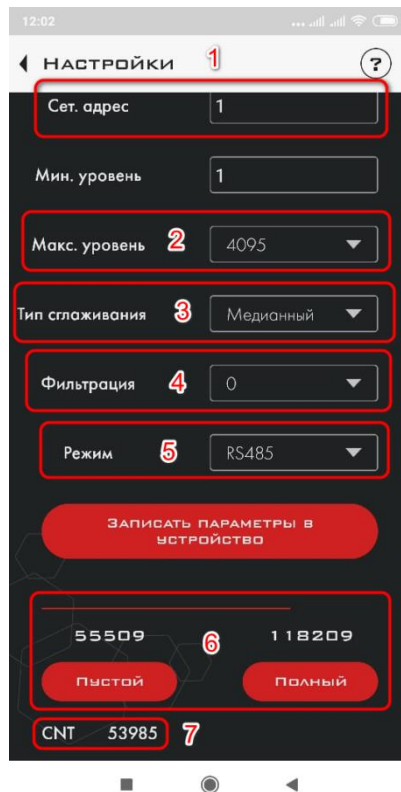 12:02
Настройки 1 ?
Сет. адрес 1
Мин. уровень 1
Макс. уровень 2 4095
Тип сглаживания 3 Медианный
Фильтрация 4 0
Режим 5 RS485
Записать параметры в
устройство
55509 6 118209
Пустой Полный
CNT 53985 7